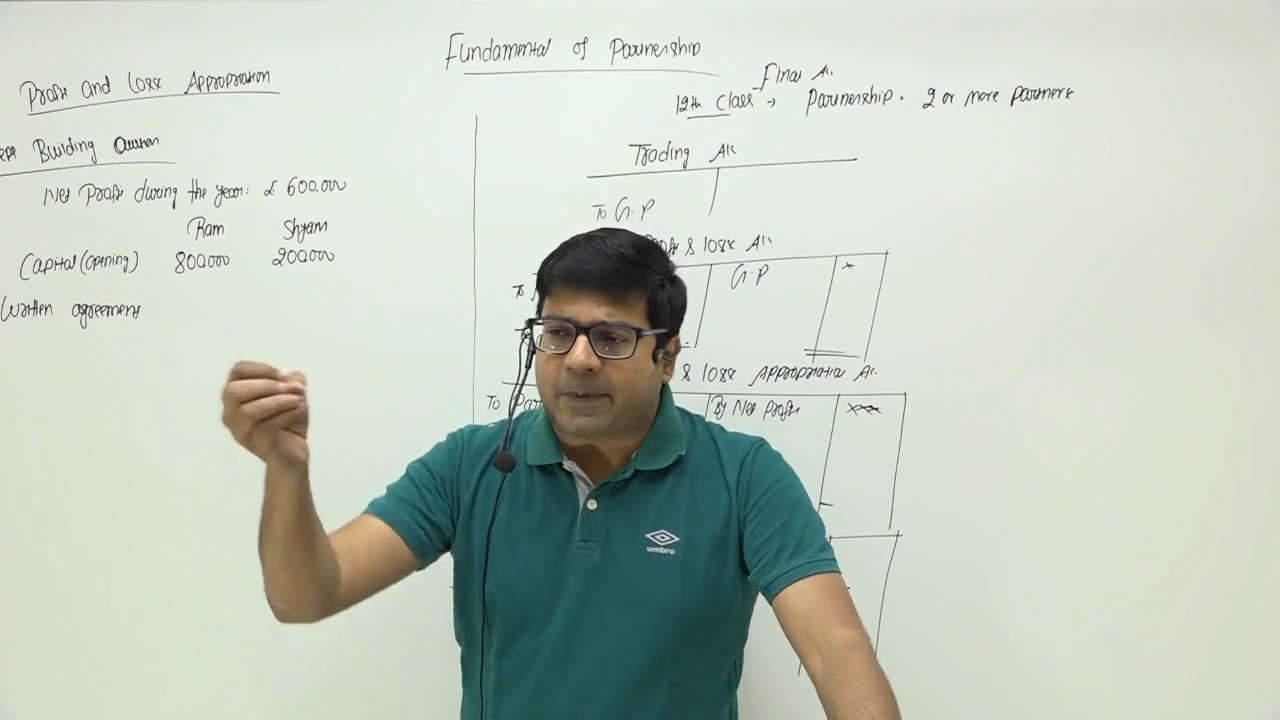 Fundamental of Partnership
Profit and Loss Appropriation
Building Question
Net Profit during the year: £ 600,000
Ram Shyam
Capital (opening) 800000 200000
Written agreement
Final A/c.
12th Class → Partnership. 2 or more partners
Trading A/c
To G.P
& Loss A/c
To
G.P *
& Loss Appropriation A/c.
To
By Net Profit ***
umbro